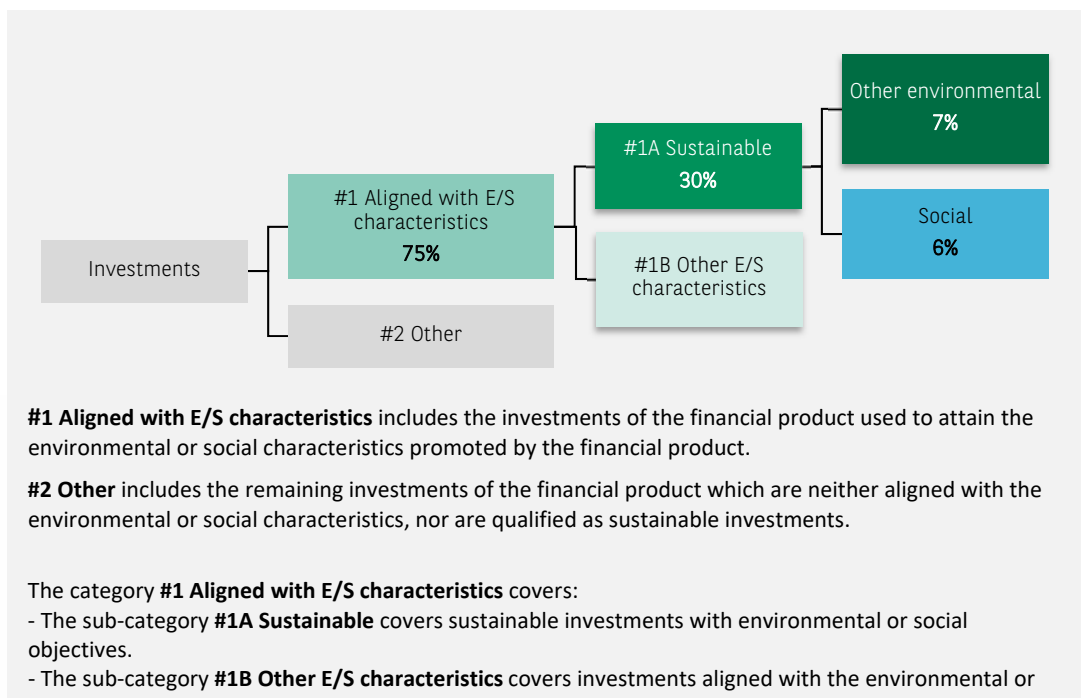 Other environmental
7%
#1A Sustainable
30%
#1 Aligned with E/S
characteristics
75%
Social
6%
Investments
#1B Other E/S
characteristics
#2 Other
#1 Aligned with E/S characteristics includes the investments of the financial product used to attain the
environmental or social characteristics promoted by the financial product.
#2 Other includes the remaining investments of the financial product which are neither aligned with the
environmental or social characteristics, nor are qualified as sustainable investments.
The category #1 Aligned with E/S characteristics covers:
- The sub-category #1A Sustainable covers sustainable investments with environmental or social
objectives.
- The sub-category #1B Other E/S characteristics covers investments aligned with the environmental or